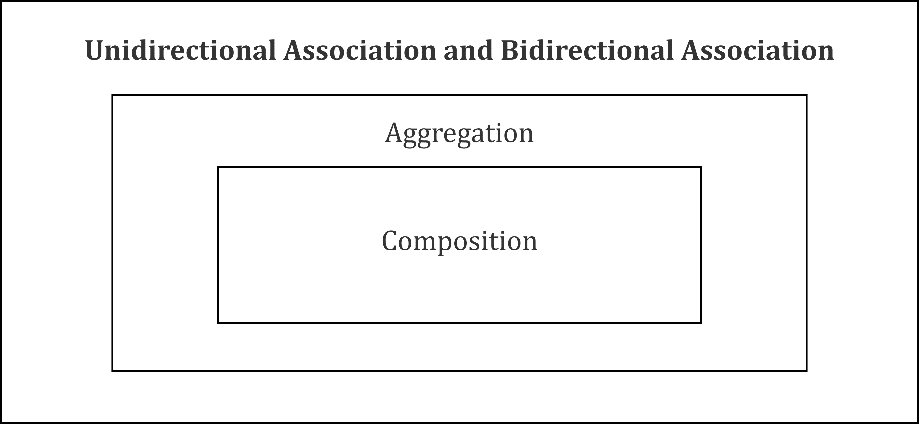 Unidirectional Association and Bidirectional Association
Aggregation
Composition